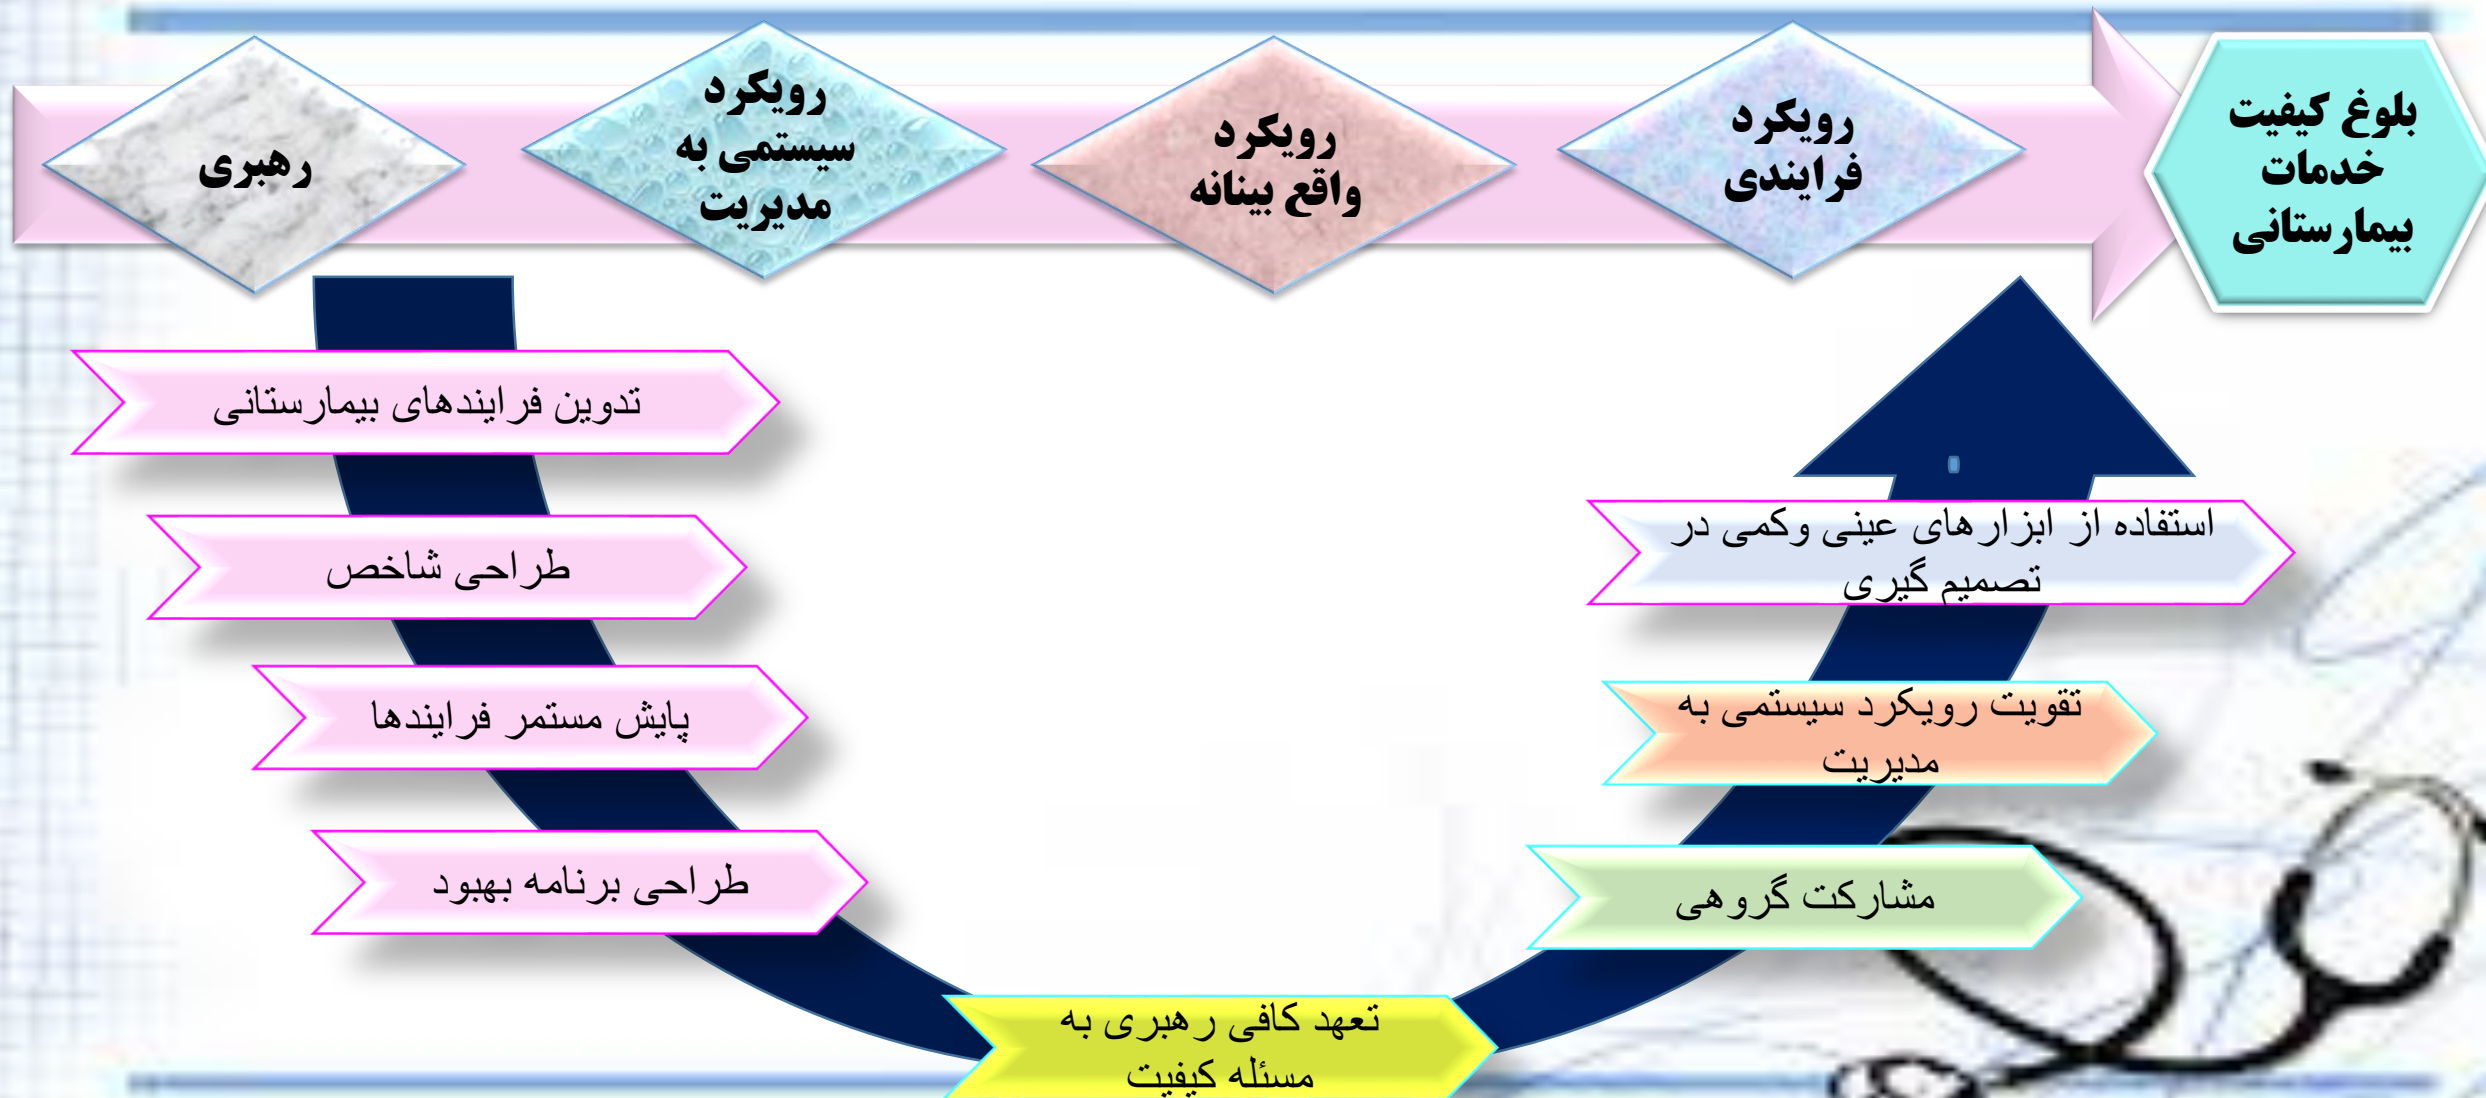 رهبری
رویکرد
سیستمی به
مدیریت
رویکرد
واقع بینانه
رویکرد
فرایندی
بلوغ کیفیت
خدمات
بیمارستانی
تدوین فرایندهای بیمارستانی
طراحی شاخص
پایش مستمر فرایندها
طراحی برنامه بهبود
تعهد کافی رهبری به
مسئله کیفیت
مشارکت گروهی
تقویت رویکرد سیستمی به
مدیریت
استفاده از ابزارهای عینی وکمی در
تصمیم گیری